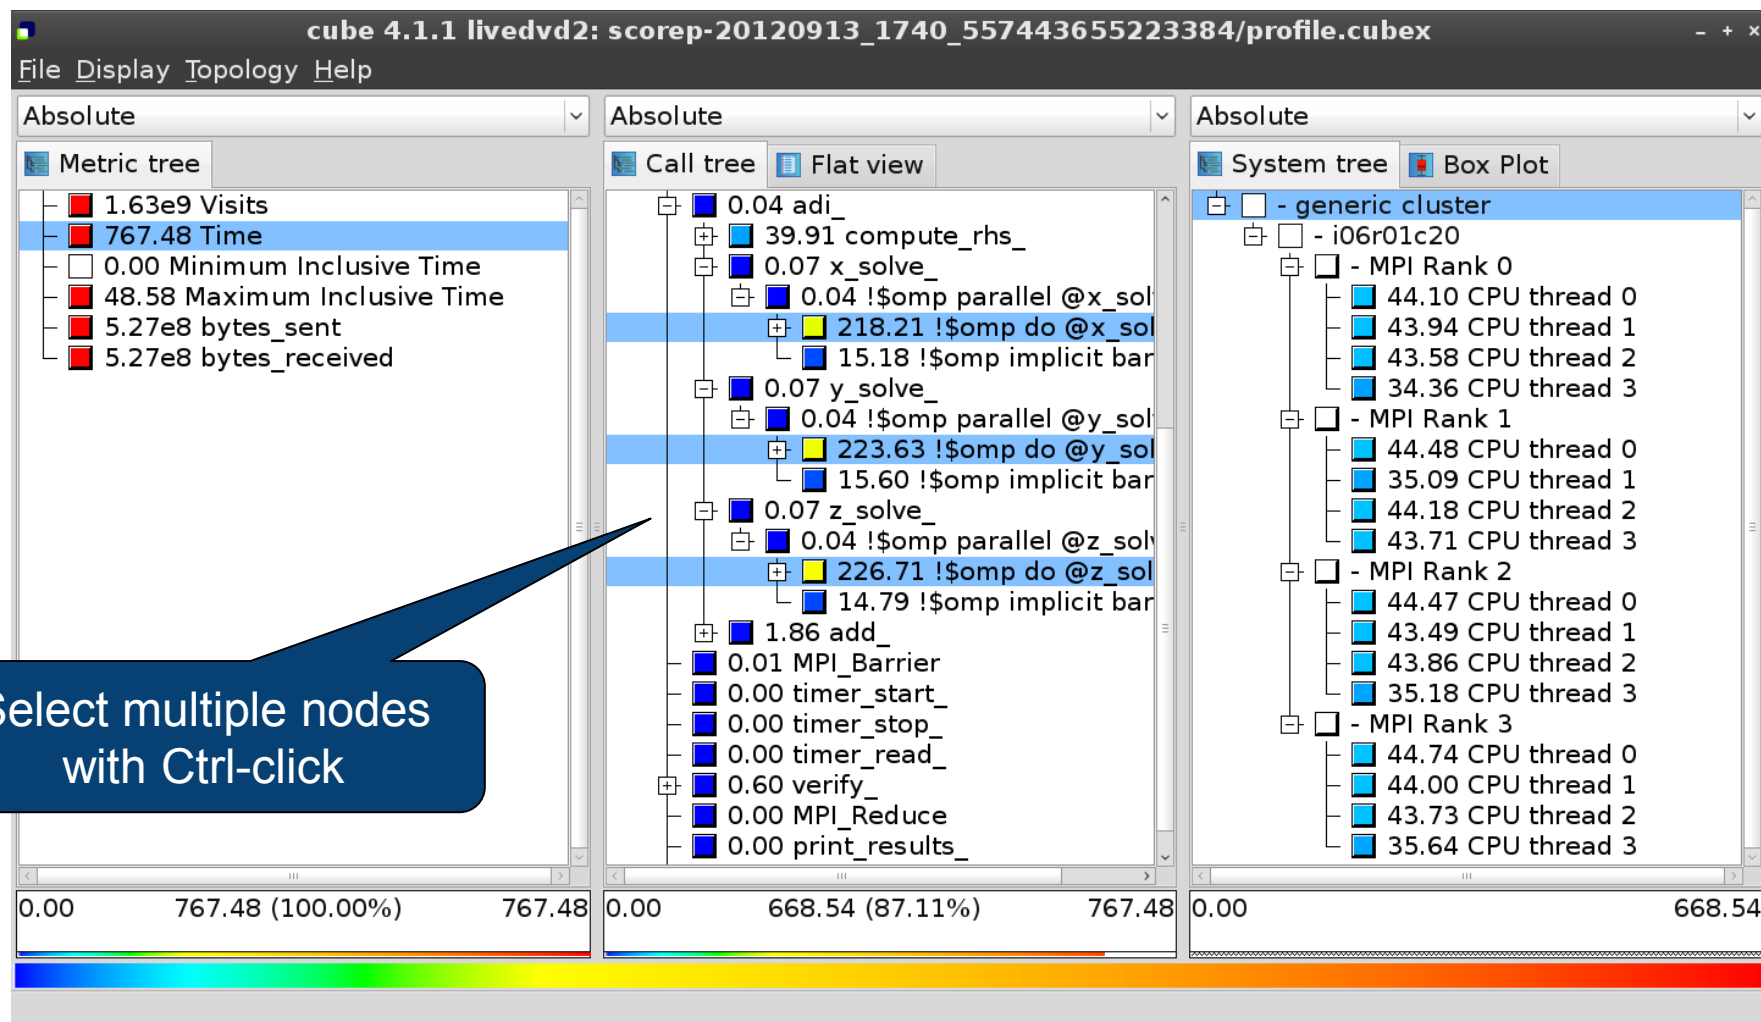 cube 4.1.1 livedvd2: scorep-20120913_1740_557443655223384/profile.cubex
File Display Topology Help
Absolute
Metric tree
1.63e9 Visits
767.48 Time
0.00 Minimum Inclusive Time
48.58 Maximum Inclusive Time
5.27e8 bytes_sent
5.27e8 bytes_received
0.00 767.48 (100.00%) 767.48
Absolute
Call tree Flat view
0.04 adi_
39.91 compute_rhs_
0.07 x_solve_
0.04 !$omp parallel @x_sol
218.21 !$omp do @x_sol
15.18 !$omp implicit bar
0.07 y_solve_
0.04 !$omp parallel @y_sol
223.63 !$omp do @y_sol
15.60 !$omp implicit bar
0.07 z_solve_
0.04 !$omp parallel @z_solv
226.71 !$omp do @z_sol
14.79 !$omp implicit bar
1.86 add_
0.01 MPI_Barrier
0.00 timer_start_
0.00 timer_stop_
0.00 timer_read_
0.60 verify_
0.00 MPI_Reduce
0.00 print_results_
0.00 668.54 (87.11%) 767.48
Absolute
System tree Box Plot
- generic cluster
- i06r01c20
- MPI Rank 0
44.10 CPU thread 0
43.94 CPU thread 1
43.58 CPU thread 2
34.36 CPU thread 3
- MPI Rank 1
44.48 CPU thread 0
35.09 CPU thread 1
44.18 CPU thread 2
43.71 CPU thread 3
- MPI Rank 2
44.47 CPU thread 0
43.49 CPU thread 1
43.86 CPU thread 2
35.18 CPU thread 3
- MPI Rank 3
44.74 CPU thread 0
44.00 CPU thread 1
43.73 CPU thread 2
35.64 CPU thread 3
0.00 668.54
Select multiple nodes
with Ctrl-click